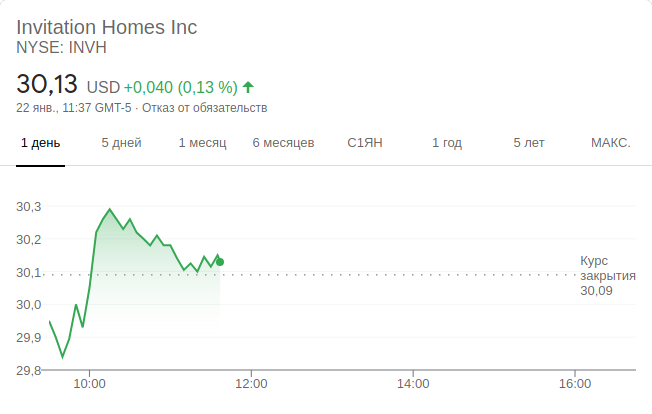 Invitation Homes Inc
NYSE: INVH
30,13 USD +0,040 (0,13 %)
22 янв., 11:37 GMT-5 · Отказ от обязательств
1 день 5 дней 1 месяц 6 месяцев С1ЯН 1 год 5 лет МАКС.
30,3
30,2
30,1
30,0
29,9
29,8
Курс
закрытия
30,09
10:00 12:00 14:00 16:00